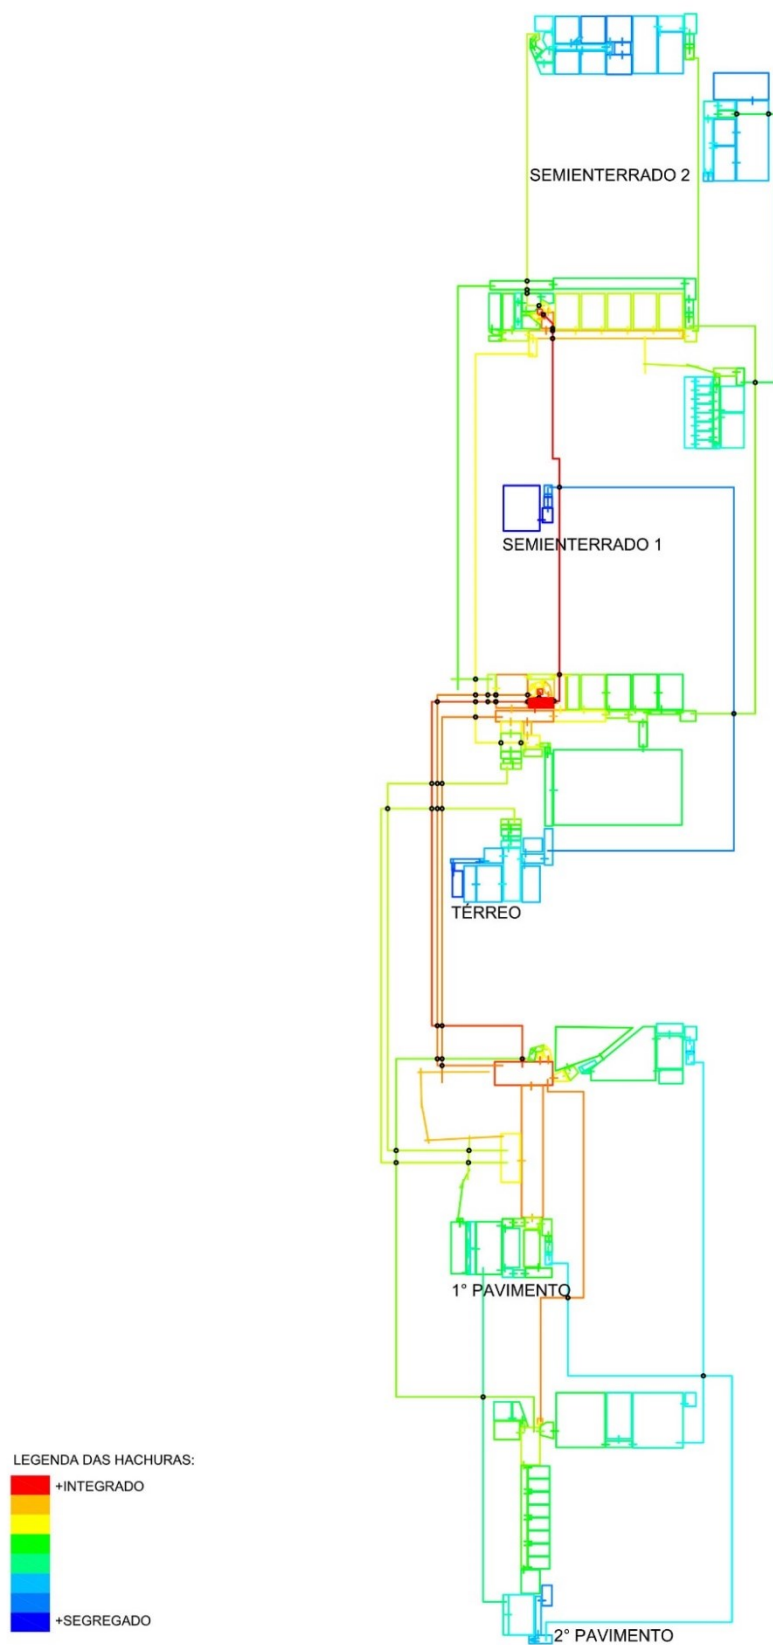 SEMIENTERRADO 2
SEMIENTERRADO 1
TÉRREO
1° PAVIMENTO
LEGENDA DAS HACHURAS:
+INTEGRADO
+SEGREGADO
2° PAVIMENTO